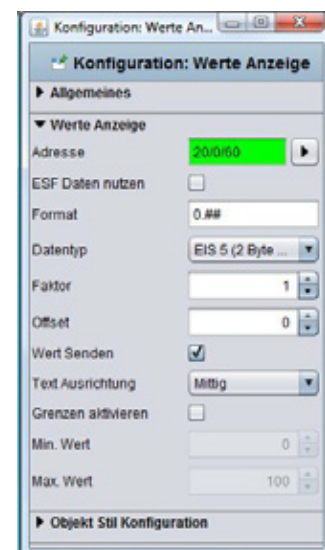 Konfiguration: Werte An...
Konfiguration: Werte Anzeige
Allgemeines
Werte Anzeige
Adresse 20/0/60
ESF Daten nutzen
Format 0.##
Datentyp EIS 5 (2 Byte ...
Faktor 1
Offset 0
Wert Senden
Text Ausrichtung Mittig
Grenzen aktivieren
Min. Wert 0
Max. Wert 100
Objekt Stil Konfiguration